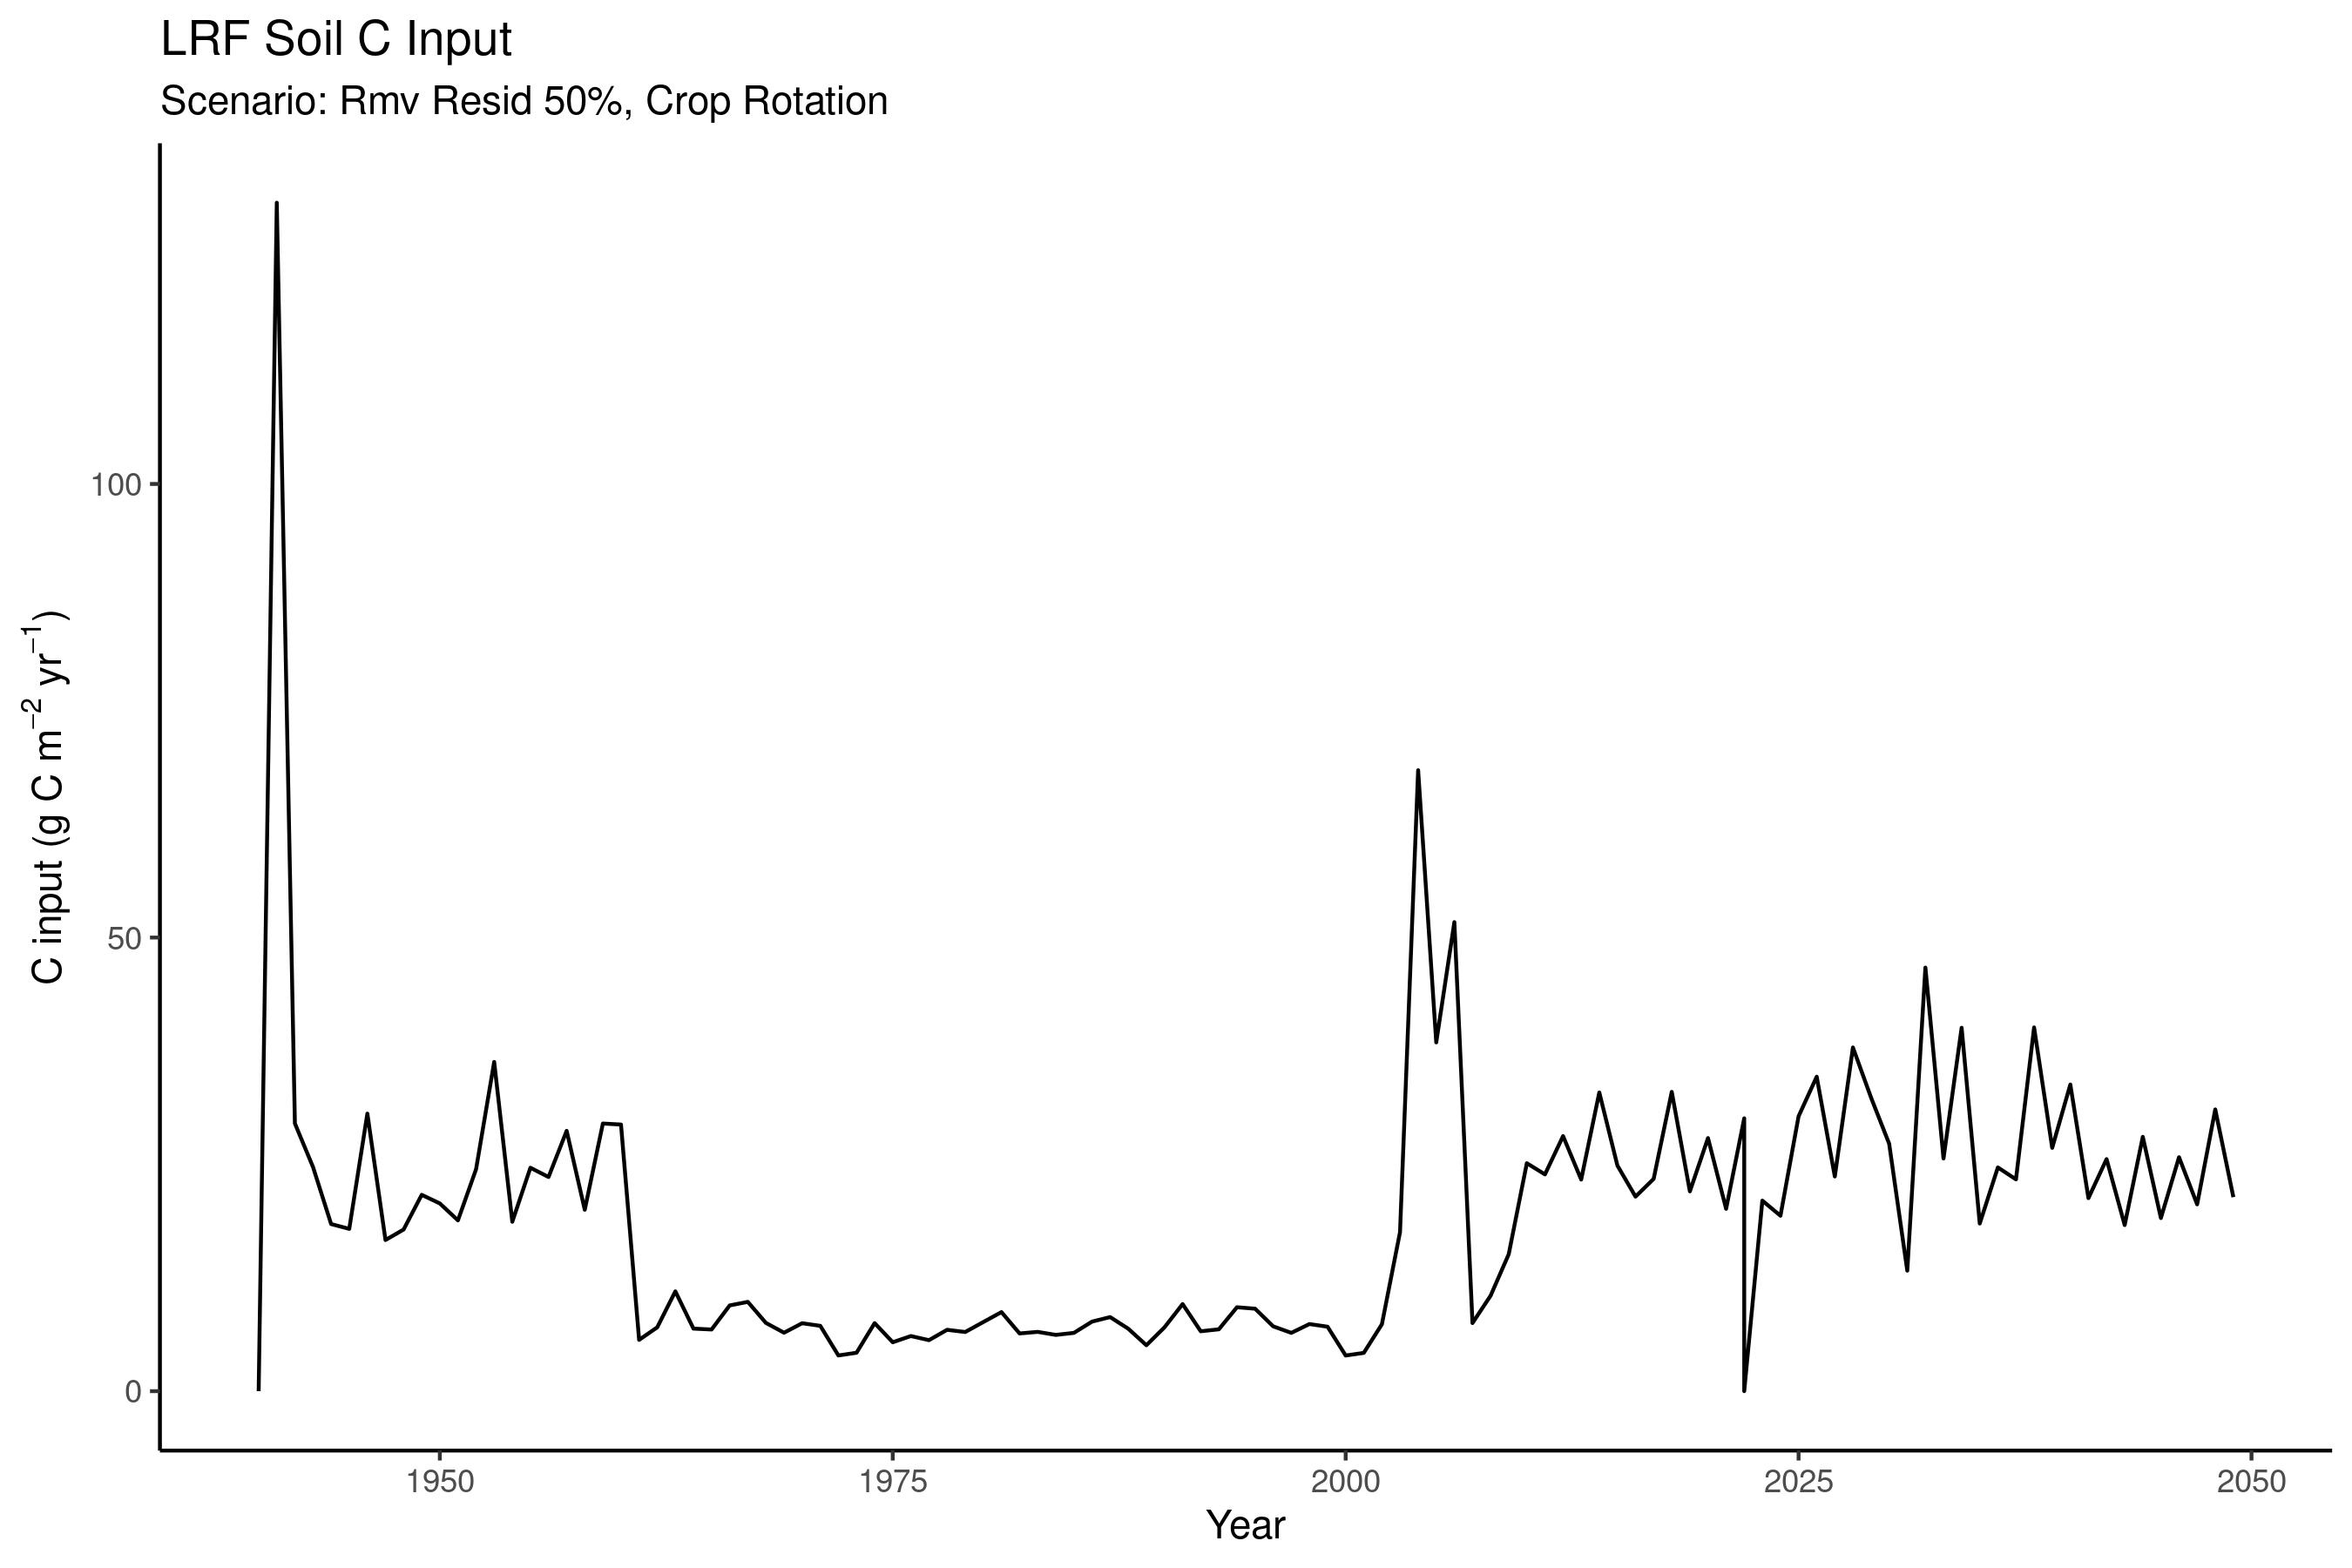 LRF Soil C Input
Scenario: Rmv Resid 50%, Crop Rotation
C input (g C m⁻² yr⁻¹)
100
50
0
1950 1975 2000 2025 2050
Year